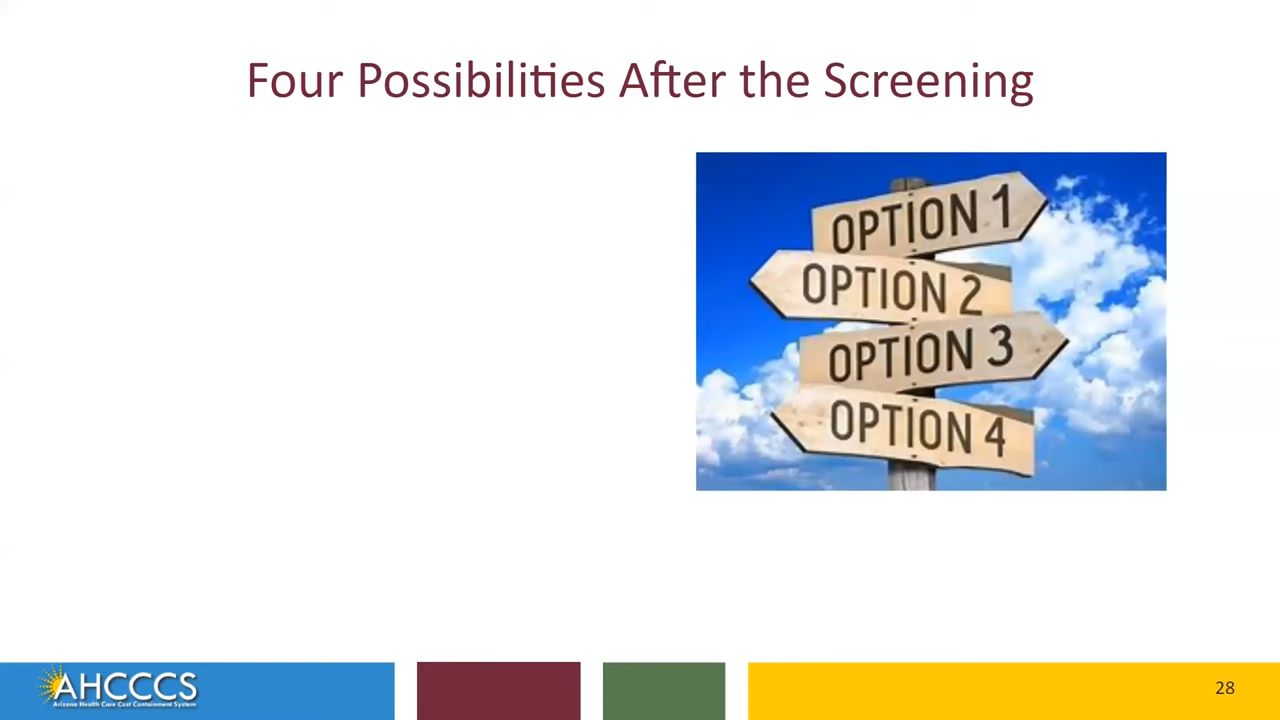 Four Possibilities After the Screening
OPTION 1
OPTION 2
OPTION 3
OPTION 4
AHCCCS
Arizona Health Care Cost Containment System
28